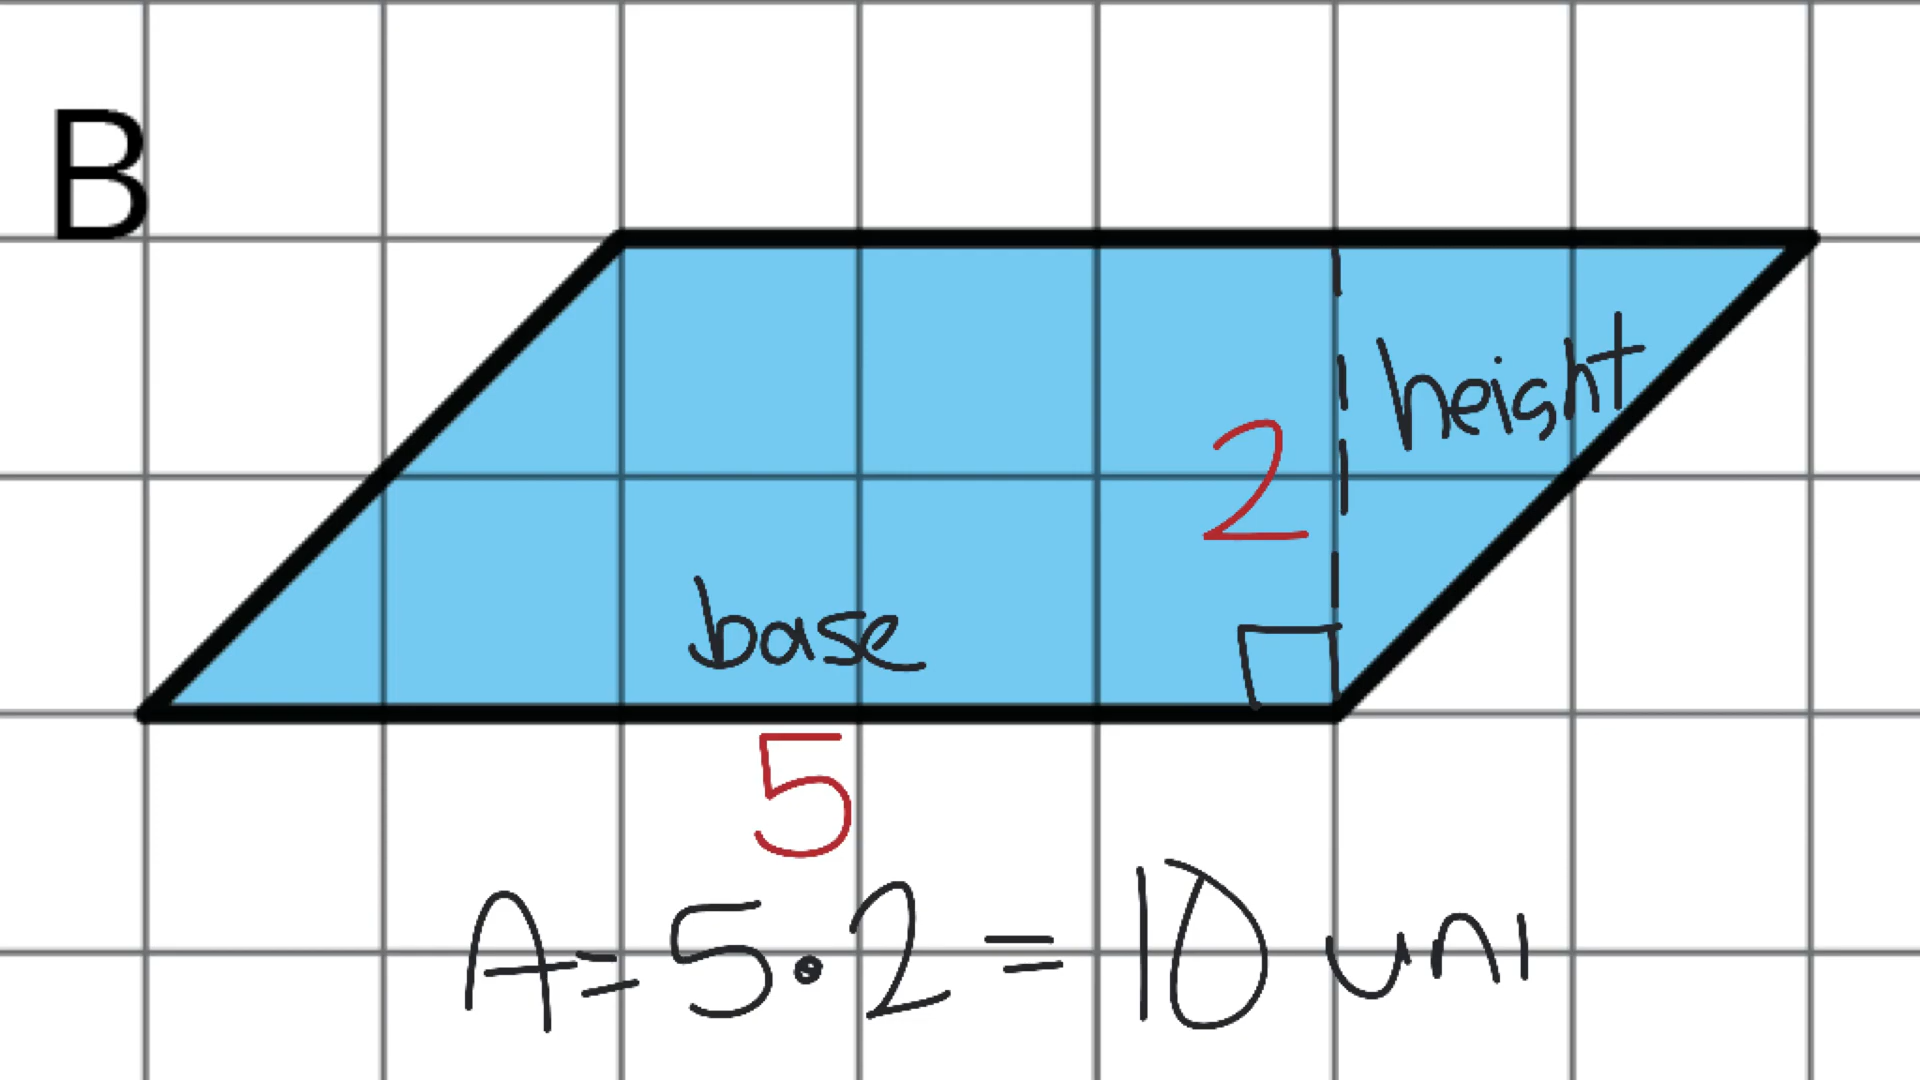 B
height
2
base
5
A = 5 • 2 = 10 uni